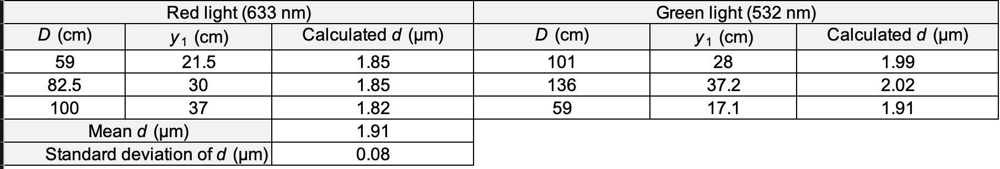 Red light (633 nm) Green light (532 nm)
D (cm) y₁ (cm) Calculated d (μm) D (cm) y₁ (cm) Calculated d (μm)
59 21.5 1.85 101 28 1.99
82.5 30 1.85 136 37.2 2.02
100 37 1.82 59 17.1 1.91
Mean d (μm) 1.91
Standard deviation of d (μm) 0.08